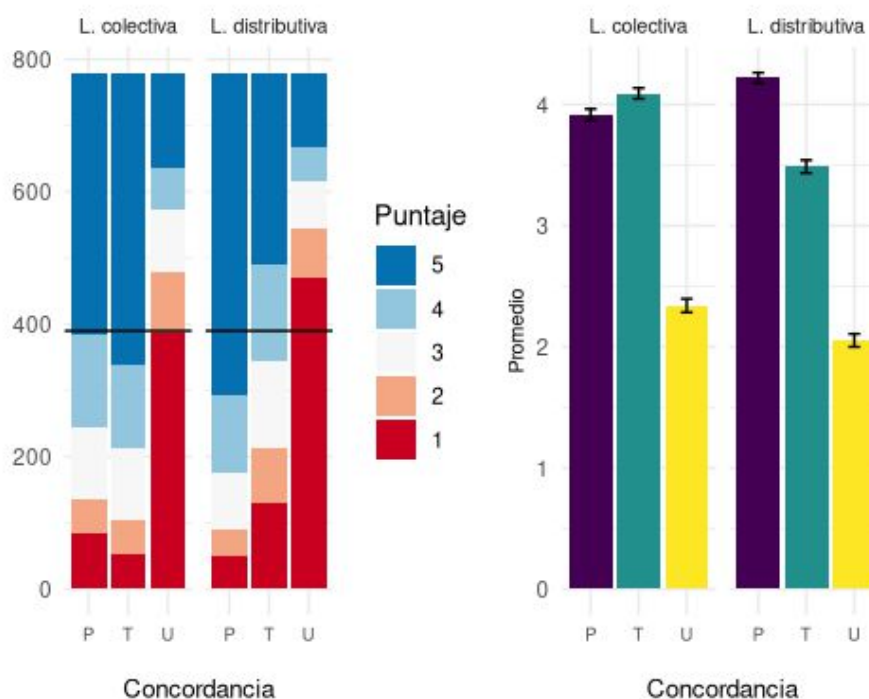 L. colectiva L. distributiva
800
600
400
200
0
P T U P T U
Concordancia
Puntaje
5
4
3
2
1
L. colectiva L. distributiva
Promedio
4
3
2
1
0
P T U P T U
Concordancia